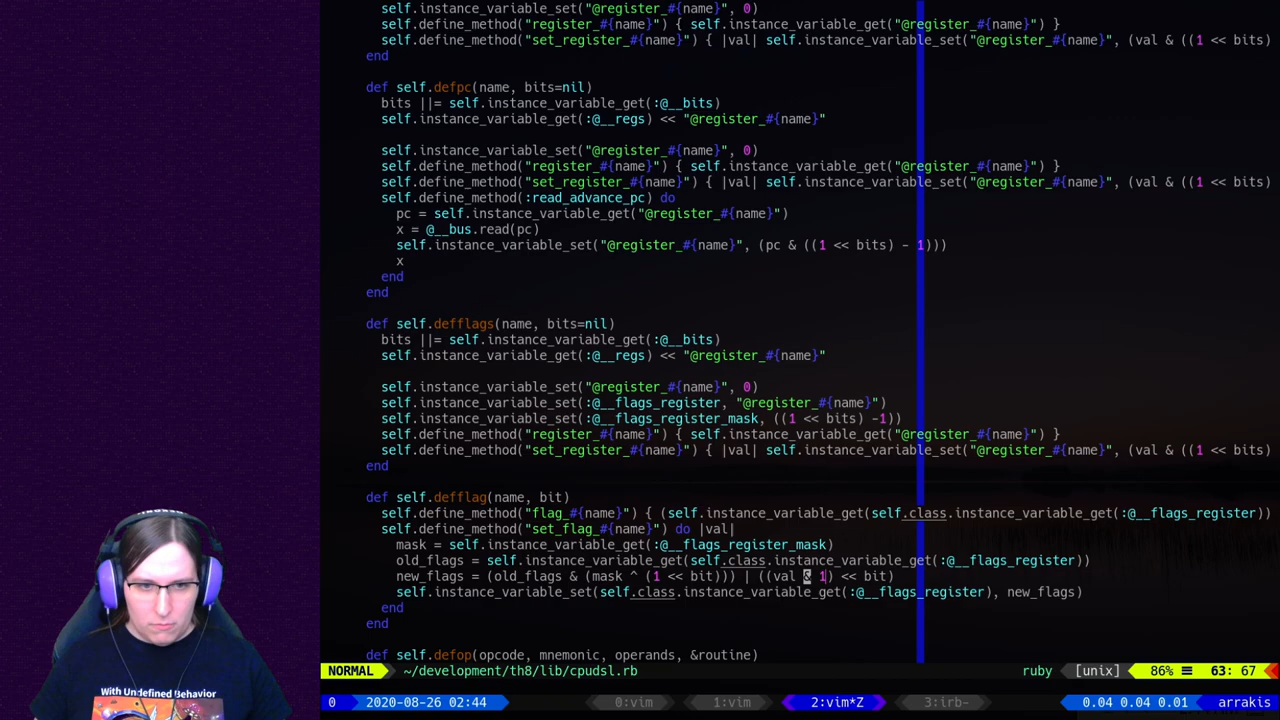 self.instance_variable_set("@register_#{name}", 0)
self.define_method("register_#{name}") { self.instance_variable_get("@register_#{name}") }
self.define_method("set_register_#{name}") { |val| self.instance_variable_set("@register_#{name}", (val & ((1 << bits)
end
def self.defpc(name, bits=nil)
bits ||= self.instance_variable_get(:@__bits)
self.instance_variable_get(:@__regs) << "@register_#{name}"
self.instance_variable_set("@register_#{name}", 0)
self.define_method("register_#{name}") { self.instance_variable_get("@register_#{name}") }
self.define_method("set_register_#{name}") { |val| self.instance_variable_set("@register_#{name}", (val & ((1 << bits)
self.define_method(:read_advance_pc) do
pc = self.instance_variable_get("@register_#{name}")
x = @__bus.read(pc)
self.instance_variable_set("@register_#{name}", (pc & ((1 << bits) - 1)))
x
end
end
def self.defflags(name, bits=nil)
bits ||= self.instance_variable_get(:@__bits)
self.instance_variable_get(:@__regs) << "@register_#{name}"
self.instance_variable_set("@register_#{name}", 0)
self.instance_variable_set(:@__flags_register, "@register_#{name}")
self.instance_variable_set(:@__flags_register_mask, ((1 << bits) -1))
self.define_method("register_#{name}") { self.instance_variable_get("@register_#{name}") }
self.define_method("set_register_#{name}") { |val| self.instance_variable_set("@register_#{name}", (val & ((1 << bits)
end
def self.defflag(name, bit)
self.define_method("flag_#{name}") { (self.instance_variable_get(self.class.instance_variable_get(:@__flags_register))
self.define_method("set_flag_#{name}") do |val|
mask = self.instance_variable_get(:@__flags_register_mask)
old_flags = self.instance_variable_get(self.class.instance_variable_get(:@__flags_register))
new_flags = (old_flags & (mask ^ (1 << bit))) | ((val & 1) << bit)
self.instance_variable_set(self.class.instance_variable_get(:@__flags_register), new_flags)
end
end
def self.defop(opcode, mnemonic, operands, &routine)
NORMAL ~/development/th8/lib/cpudsl.rb ruby [unix] 86% ≡ 63: 67
0 2020-08-26 02:44 0:vim 1:vim 2:vim*Z 3:irb- 0.04 0.04 0.01 arrakis
With Undefined Behavior